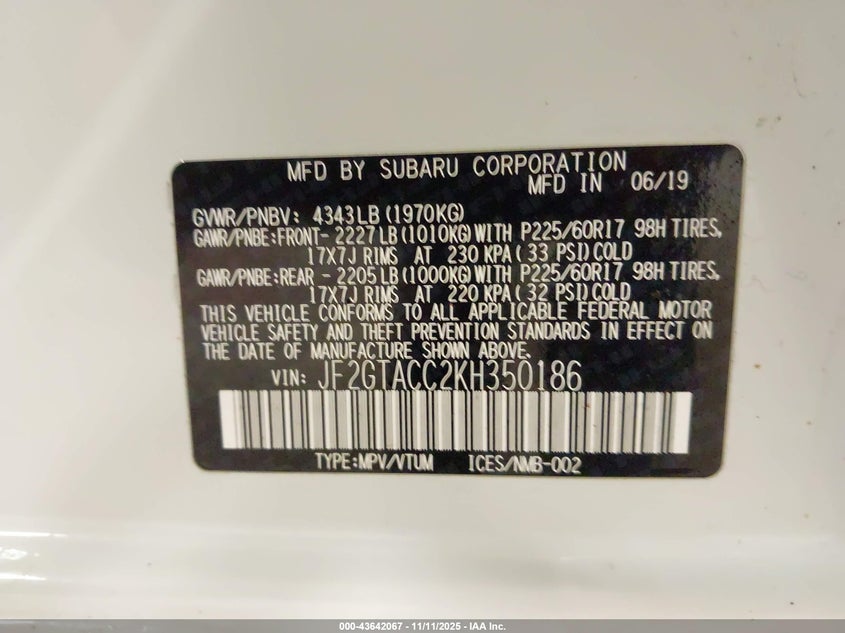 MFD BY SUBARU CORPORATION
MFD IN 06/19
GVWR/PNBV: 4343LB(1970KG)
GAWR/PNBE:FRONT- 2227LB(1010KG)WITH P225/60R17 98H TIRES,
17X7J RIMS AT 230 KPA( 33 PSI)COLD
GAWR/PNBE:REAR - 2205LB(1000KG)WITH P225/60R17 98H TIRES,
17X7J RIMS AT 220 KPA( 32 PSI)COLD
THIS VEHICLE CONFORMS TO ALL APPLICABLE FEDERAL MOTOR
VEHICLE SAFETY AND THEFT PREVENTION STANDARDS IN EFFECT ON
THE DATE OF MANUFACTURE SHOWN ABOVE.
VIN: JF2GTACC2KH350186
TYPE:MPV/VTUM ICES/NMB-002
000-43642067 - 11/11/2025 - IAA Inc.